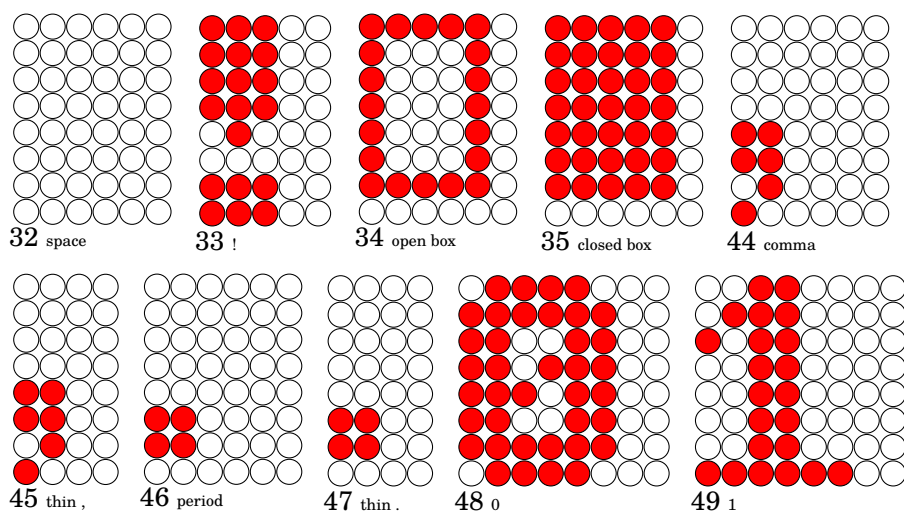 32 space 33 ! 34 open box 35 closed box 44 comma
45 thin , 46 period 47 thin . 48 0 49 1